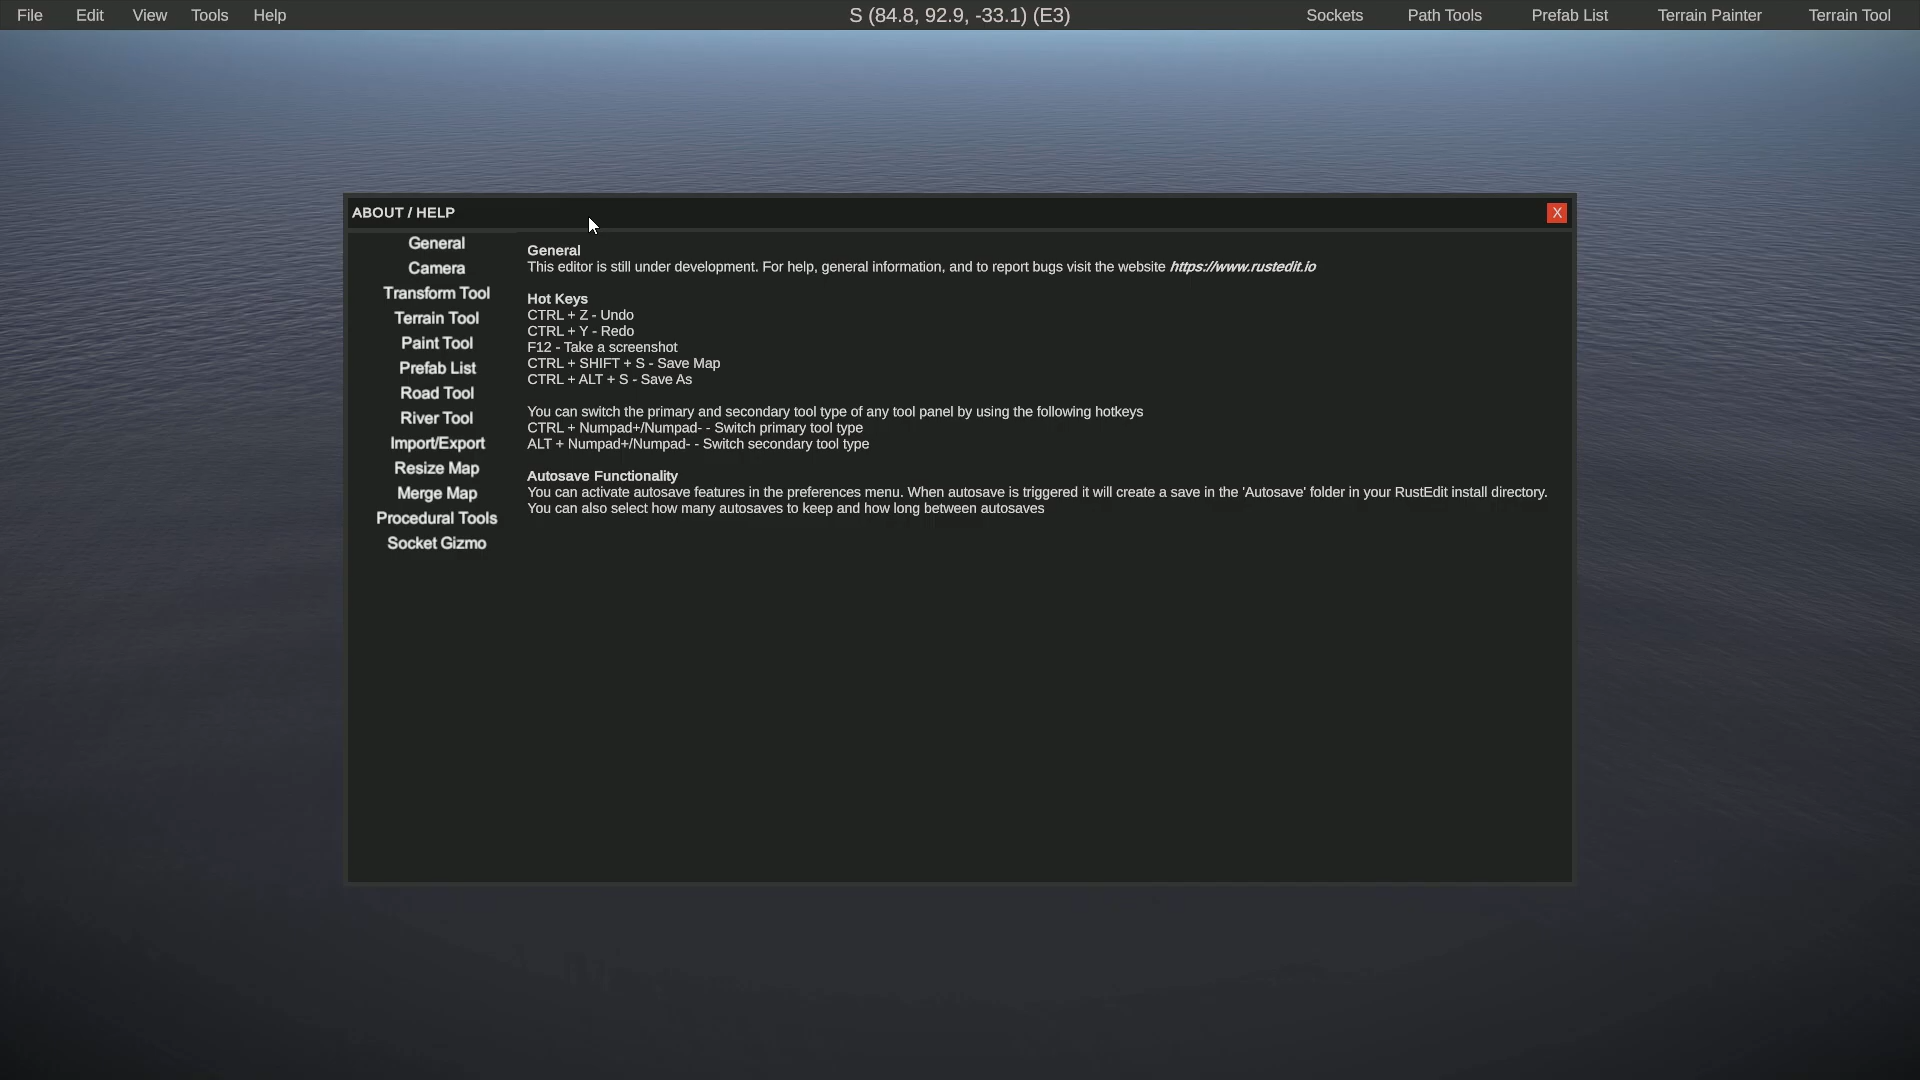 File Edit View Tools Help S (84.8, 92.9, -33.1) (E3) Sockets Path Tools Prefab List Terrain Painter Terrain Tool
ABOUT / HELP X
General
Camera
Transform Tool
Terrain Tool
Paint Tool
Prefab List
Road Tool
River Tool
Import/Export
Resize Map
Merge Map
Procedural Tools
Socket Gizmo
General
This editor is still under development. For help, general information, and to report bugs visit the website https://www.rustedit.io
Hot Keys
CTRL + Z - Undo
CTRL + Y - Redo
F12 - Take a screenshot
CTRL + SHIFT + S - Save Map
CTRL + ALT + S - Save As
You can switch the primary and secondary tool type of any tool panel by using the following hotkeys
CTRL + Numpad+/Numpad- - Switch primary tool type
ALT + Numpad+/Numpad- - Switch secondary tool type
Autosave Functionality
You can activate autosave features in the preferences menu. When autosave is triggered it will create a save in the 'Autosave' folder in your RustEdit install directory.
You can also select how many autosaves to keep and how long between autosaves